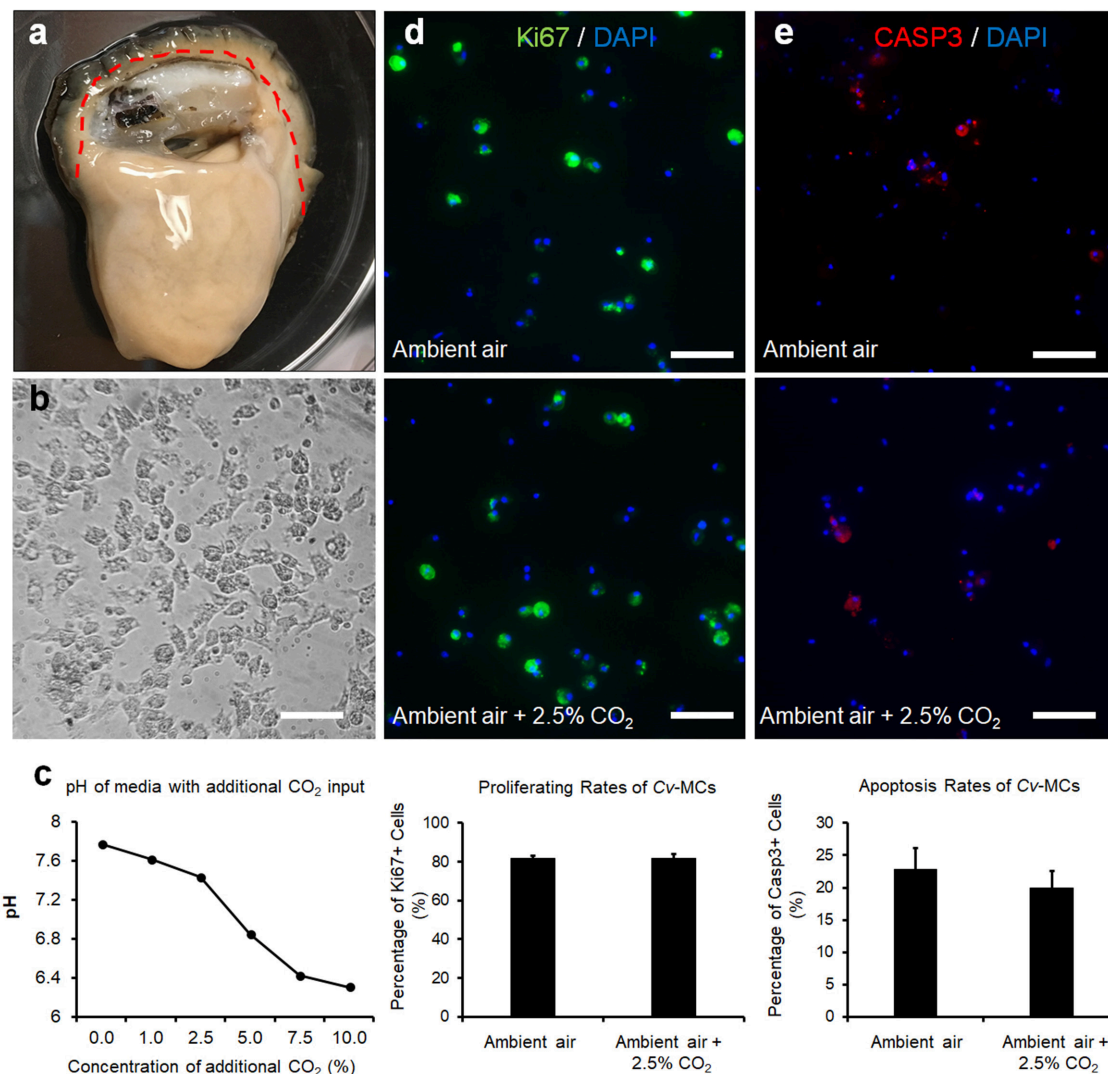 a
d
Ki67 / DAPI
Ambient air
e
CASP3 / DAPI
Ambient air
b
Ambient air + 2.5% CO₂
Ambient air + 2.5% CO₂
c
pH of media with additional CO₂ input
8
7.6
7.2
6.8
6.4
6
pH
0.0 1.0 2.5 5.0 7.5 10.0
Concentration of additional CO₂ (%)
Proliferating Rates of Cv-MCs
100
80
60
40
20
0
Percentage of Ki67+ Cells
(%)
Ambient air
Ambient air +
2.5% CO₂
Apoptosis Rates of Cv-MCs
30
25
20
15
10
5
0
Percentage of Casp3+ Cells
(%)
Ambient air
Ambient air +
2.5% CO₂